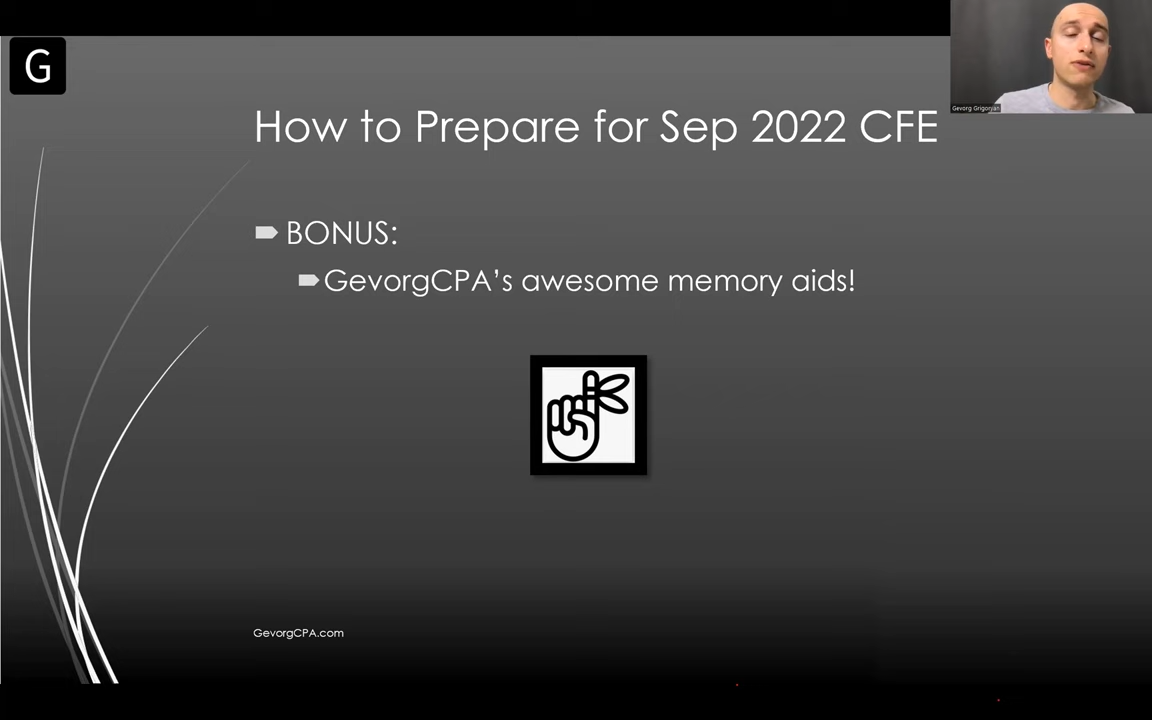 G
Gevorg Grigoryan
How to Prepare for Sep 2022 CFE
BONUS:
GevorgCPA's awesome memory aids!
GevorgCPA.com